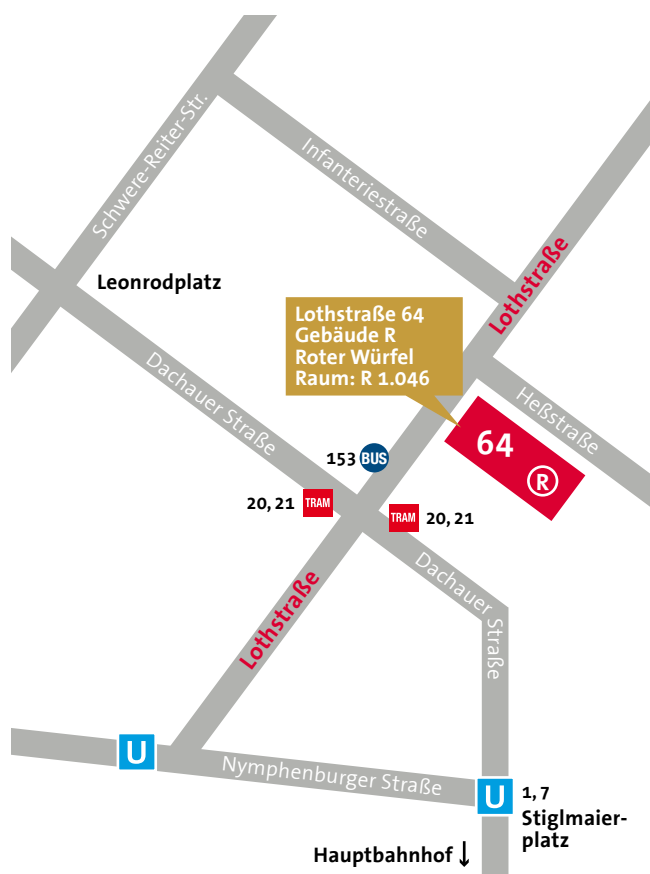 Schwere-Reiter-Str.
Infanteriestraße
Lothstraße
Leonrodplatz
Lothstraße 64
Gebäude R
Roter Würfel
Raum: R 1.046
Heßstraße
Dachauer Straße
64
R
153 BUS
20, 21 TRAM
TRAM 20, 21
Dachauer
Straße
Lothstraße
U
Nymphenburger Straße
U 1, 7
Stiglmaier-
platz
Hauptbahnhof ↓